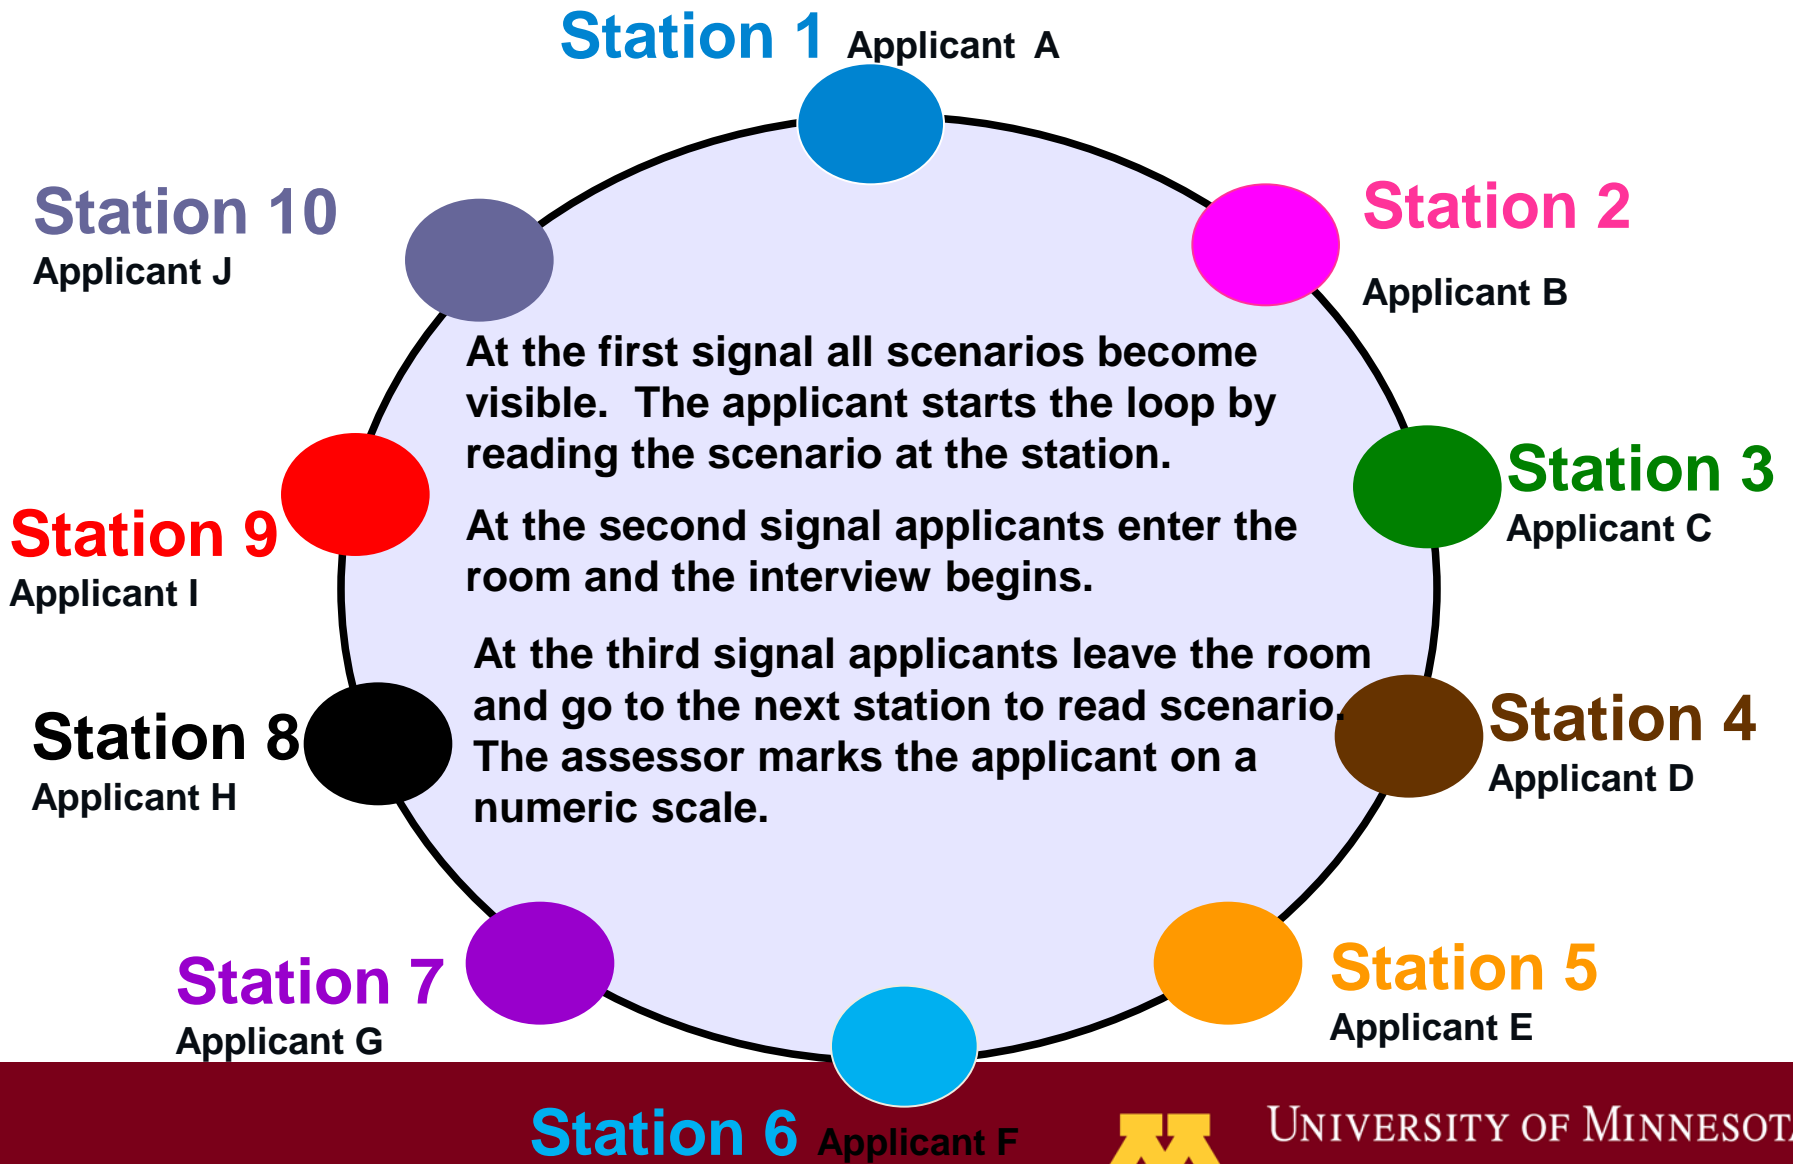 Station 1 Applicant A
Station 10
Applicant J
Station 2
Applicant B
At the first signal all scenarios become
visible. The applicant starts the loop by
reading the scenario at the station.
Station 9
Applicant I
At the second signal applicants enter the
room and the interview begins.
Station 3
Applicant C
At the third signal applicants leave the room
and go to the next station to read scenario.
The assessor marks the applicant on a
numeric scale.
Station 8
Applicant H
Station 4
Applicant D
Station 7
Applicant G
Station 5
Applicant E
Station 6 Applicant F
UNIVERSITY OF MINNESOTA